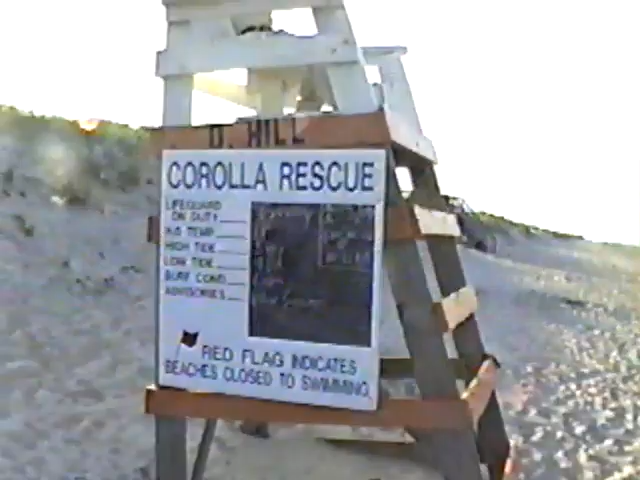 D. HILL
COROLLA RESCUE
LIFEGUARD
ON DUTY
H2O TEMP.
HIGH TIDE
LOW TIDE
SURF COND.
ADVISORIES
RED FLAG INDICATES
BEACHES CLOSED TO SWIMMING.